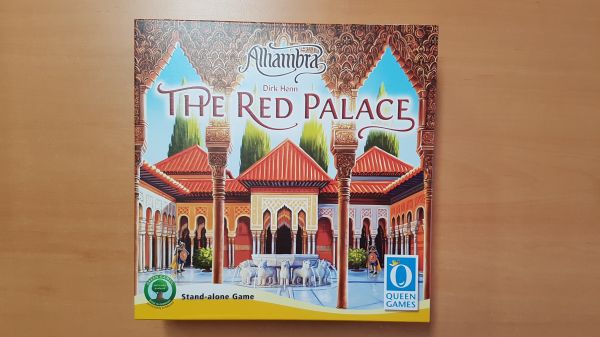 Alhambra
Dirk Henn
THE RED PALACE
Stand-alone Game
QUEEN
GAMES